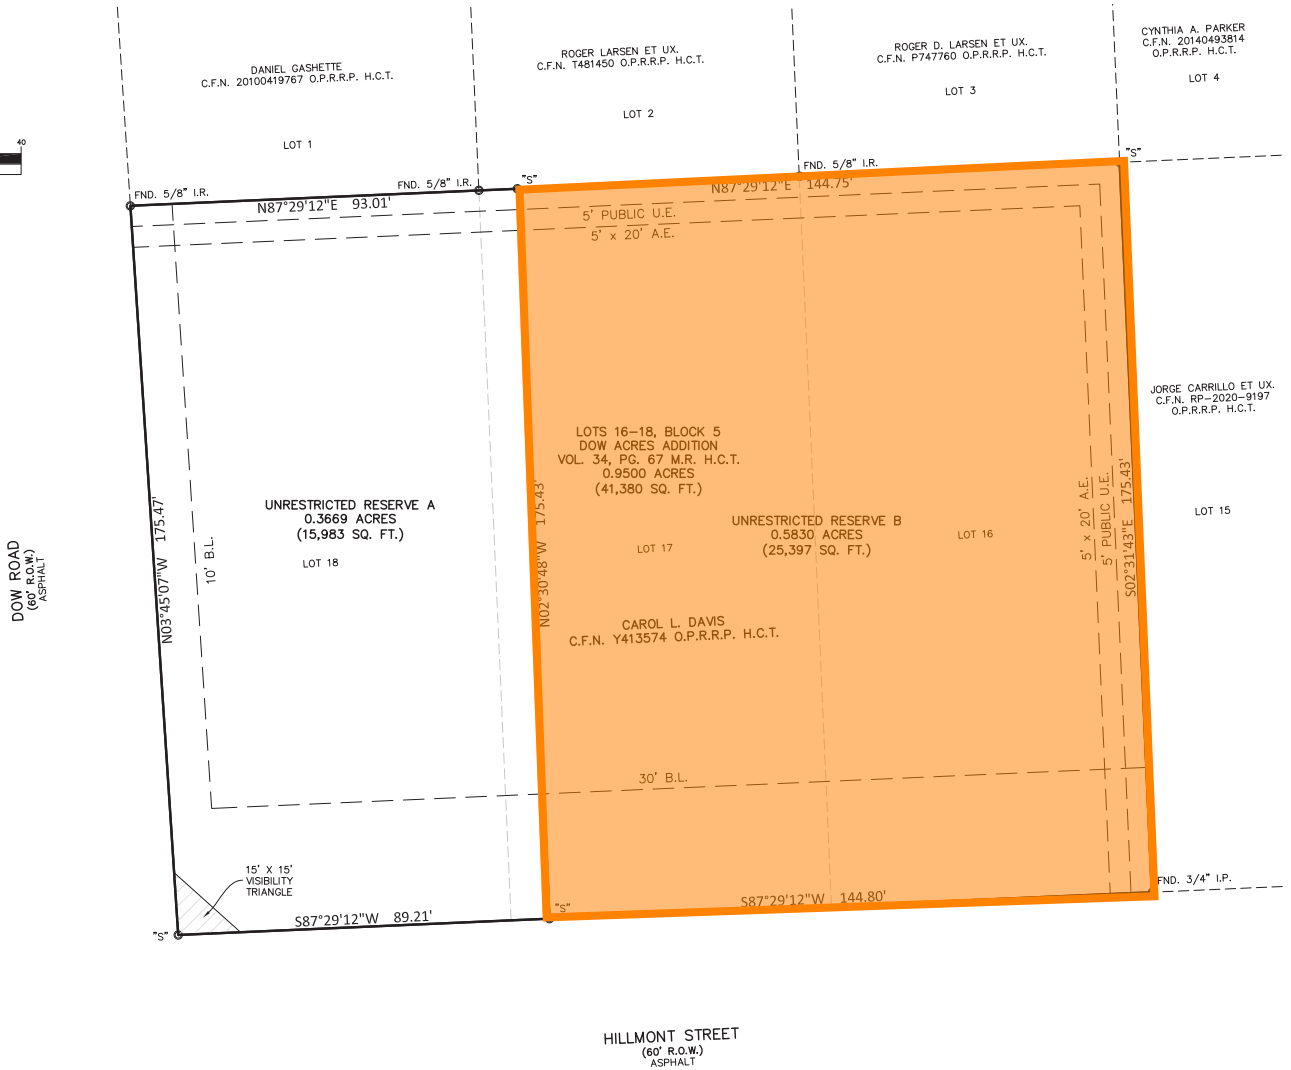 CYNTHIA A. PARKER
C.F.N. 20140493814
O.P.R.R.P. H.C.T.
LOT 4
ROGER D. LARSEN ET UX.
C.F.N. P747760 O.P.R.R.P. H.C.T.
LOT 3
ROGER LARSEN ET UX.
C.F.N. T481450 O.P.R.R.P. H.C.T.
LOT 2
DANIEL GASHETTE
C.F.N. 20100419767 O.P.R.R.P. H.C.T.
LOT 1
40
FND. 5/8" I.R.
FND. 5/8" I.R.
"S"
FND. 5/8" I.R.
"S"
N87°29'12"E 93.01'
N87°29'12"E 144.75'
5' PUBLIC U.E.
5' x 20' A.E.
JORGE CARRILLO ET UX.
C.F.N. RP-2020-9197
O.P.R.R.P. H.C.T.
LOT 15
LOTS 16-18, BLOCK 5
DOW ACRES ADDITION
VOL. 34, PG. 67 M.R. H.C.T.
0.9500 ACRES
(41,380 SQ. FT.)
UNRESTRICTED RESERVE A
0.3669 ACRES
(15,983 SQ. FT.)
LOT 18
UNRESTRICTED RESERVE B
0.5830 ACRES
(25,397 SQ. FT.)
LOT 17
LOT 16
N03°45'07"W 175.47'
10' B.L.
N02°30'48"W 175.43'
5' x 20' A.E.
5' PUBLIC U.E.
S02°31'43"E 175.43'
DOW ROAD
(60' R.O.W.)
ASPHALT
CAROL L. DAVIS
C.F.N. Y413574 O.P.R.R.P. H.C.T.
30' B.L.
15' X 15'
VISIBILITY
TRIANGLE
"S"
S87°29'12"W 89.21'
"S"
S87°29'12"W 144.80'
FND. 3/4" I.P.
HILLMONT STREET
(60' R.O.W.)
ASPHALT